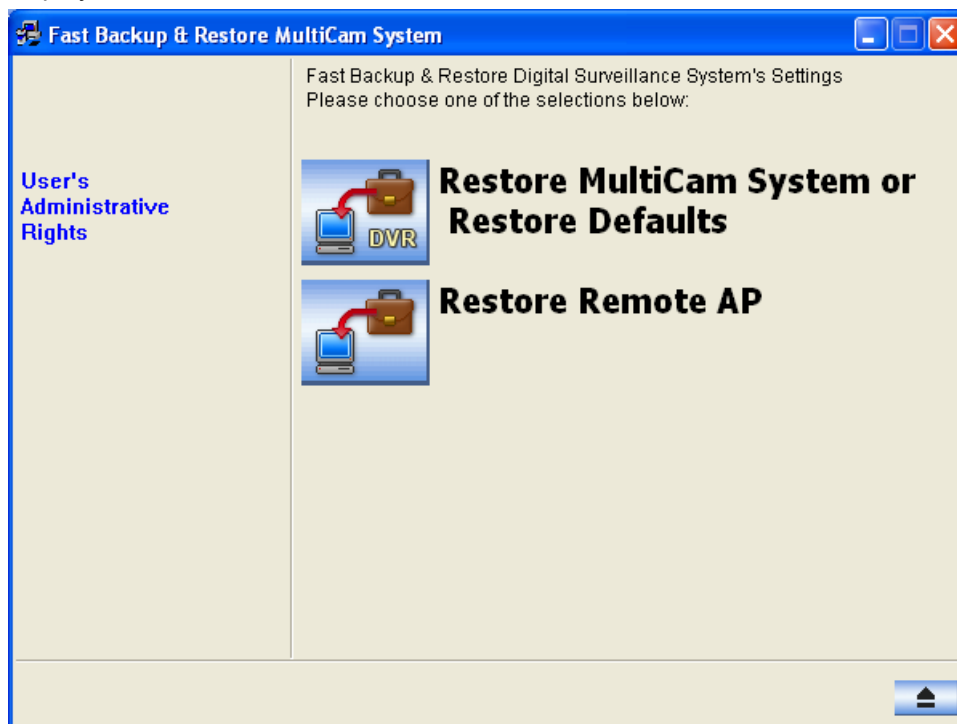 Fast Backup & Restore MultiCam System
Fast Backup & Restore Digital Surveillance System's Settings
Please choose one of the selections below:
User's
Administrative
Rights
DVR
Restore MultiCam System or
Restore Defaults
Restore Remote AP